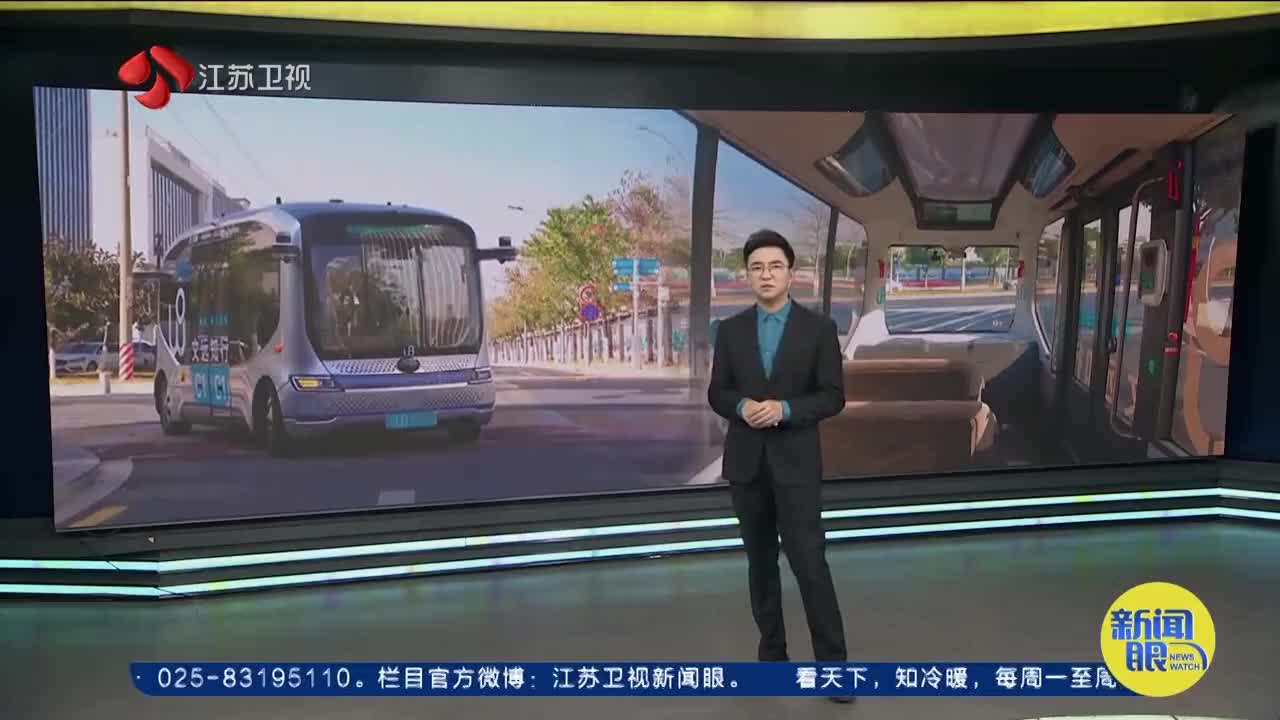 江苏卫视
文远知行
新闻眼
NEWS WATCH
025-83195110。栏目官方微博：江苏卫视新闻眼。 看天下，知冷暖，每周一至周